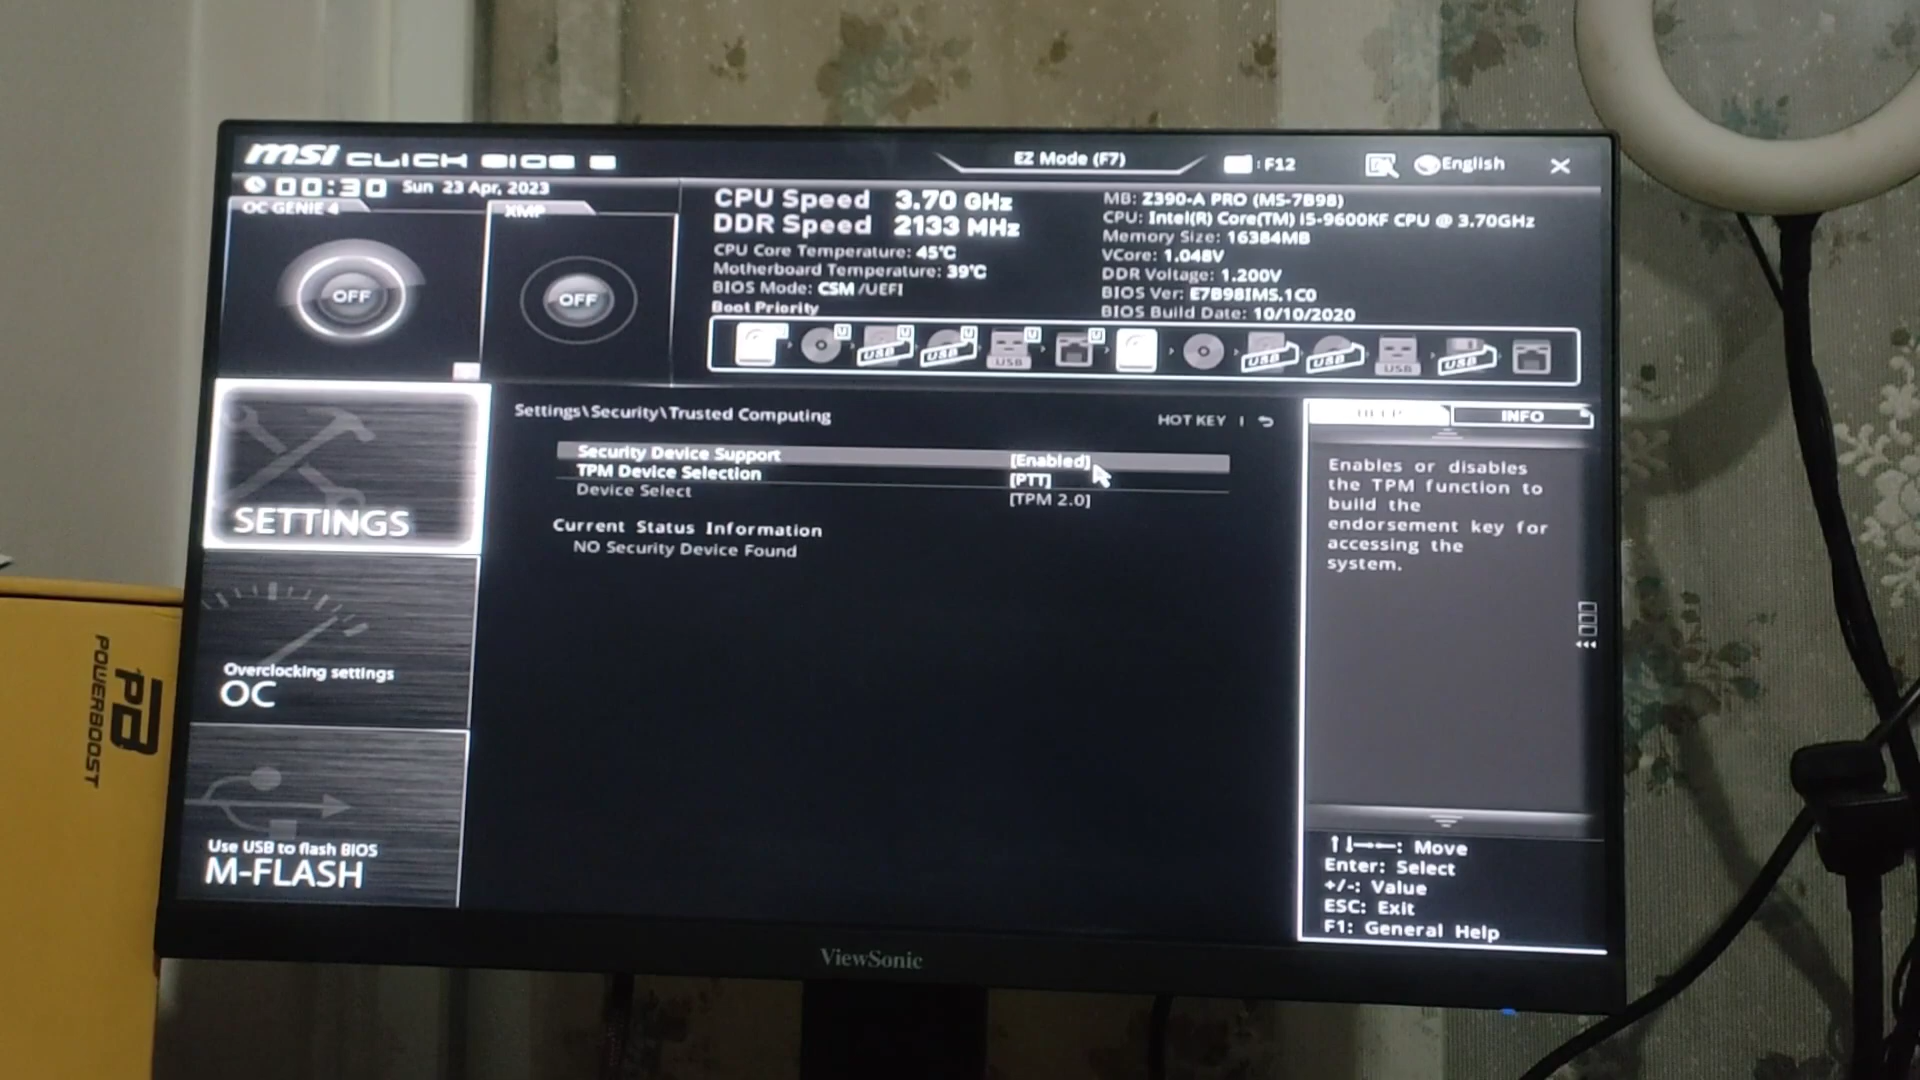 msi CLICK BIOS 5
EZ Mode (F7)
: F12
English
00:30 Sun 23 Apr, 2023
OC GENIE 4
XMP
OFF
OFF
CPU Speed 3.70 GHz
DDR Speed 2133 MHz
CPU Core Temperature: 45°C
Motherboard Temperature: 39°C
BIOS Mode: CSM /UEFI
Boot Priority
MB: Z390-A PRO (MS-7B98)
CPU: Intel(R) Core(TM) i5-9600KF CPU @ 3.70GHz
Memory Size: 16384MB
VCore: 1.048V
DDR Voltage: 1.200V
BIOS Ver: E7B98IMS.1C0
BIOS Build Date: 10/10/2020
U U USB U USB U USB U USB USB USB USB
SETTINGS
Overclocking settings
OC
Use USB to flash BIOS
M-FLASH
Settings\Security\Trusted Computing
HOT KEY
Security Device Support [Enabled]
TPM Device Selection [PTT]
Device Select [TPM 2.0]
Current Status Information
NO Security Device Found
HELP
INFO
Enables or disables
the TPM function to
build the
endorsement key for
accessing the
system.
: Move
Enter: Select
+/-: Value
ESC: Exit
F1: General Help
ViewSonic
PB
POWERBOOST